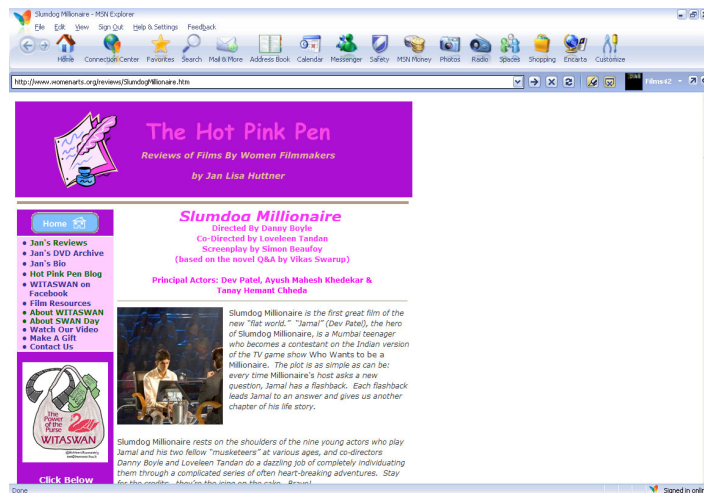 Slumdog Millionaire - MSN Explorer
File Edit View Sign Out Help & Settings Feedback
Home Connection Center Favorites Search Mail & More Address Book Calendar Messenger Safety MSN Money Photos Radio Spaces Shopping Encarta Customize
http://www.womenarts.org/reviews/SlumdogMillionaire.htm
Films42
The Hot Pink Pen
Reviews of Films By Women Filmmakers
by Jan Lisa Huttner
Home
• Jan's Reviews
• Jan's DVD Archive
• Jan's Bio
• Hot Pink Pen Blog
• WITASWAN on
Facebook
• Film Resources
• About WITASWAN
• About SWAN Day
• Watch Our Video
• Make A Gift
• Contact Us
The
Power
of the
Purse
WITASWAN
Click Below
Slumdog Millionaire
Directed By Danny Boyle
Co-Directed by Loveleen Tandan
Screenplay by Simon Beaufoy
(based on the novel Q&A by Vikas Swarup)
Principal Actors: Dev Patel, Ayush Mahesh Khedekar &
Tanay Hemant Chheda
Slumdog Millionaire is the first great film of the
new "flat world." "Jamal" (Dev Patel), the hero
of Slumdog Millionaire, is a Mumbai teenager
who becomes a contestant on the Indian version
of the TV game show Who Wants to be a
Millionaire. The plot is as simple as can be:
every time Millionaire's host asks a new
question, Jamal has a flashback. Each flashback
leads Jamal to an answer and gives us another
chapter of his life story.
Slumdog Millionaire rests on the shoulders of the nine young actors who play
Jamal and his two fellow "musketeers" at various ages, and co-directors
Danny Boyle and Loveleen Tandan do a dazzling job of completely individuating
them through a complicated series of often heart-breaking adventures. Stay
for the credits - they're the icing on the cake. Bravo!
Done
Signed in onlin